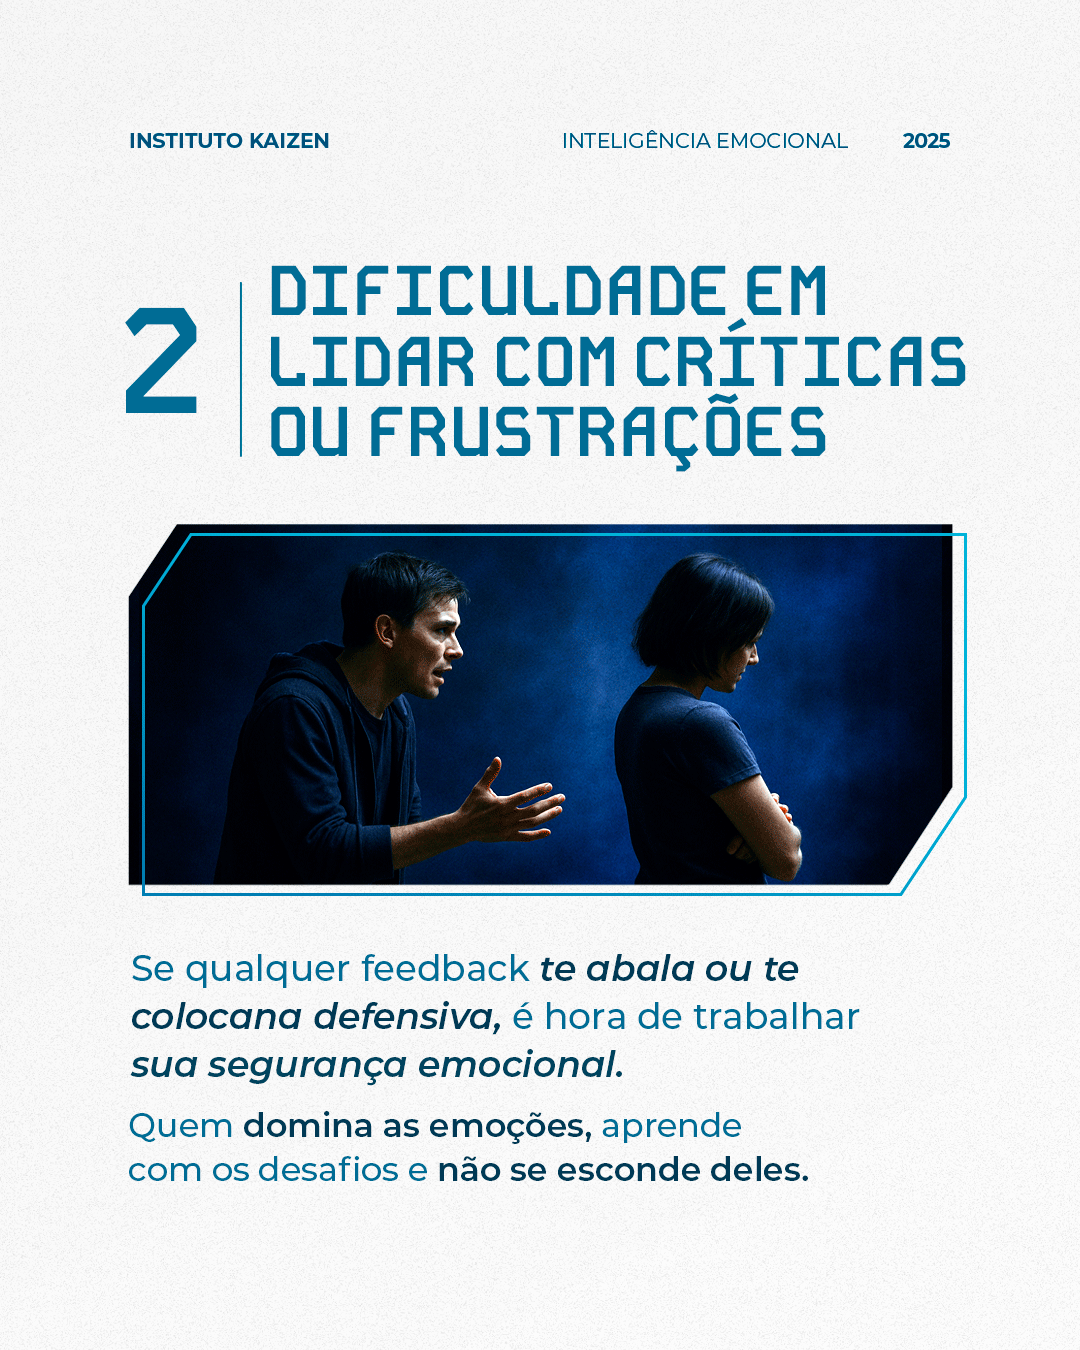 INSTITUTO KAIZEN
INTELIGÊNCIA EMOCIONAL
2025
2
DIFICULDADE EM
LIDAR COM CRÍTICAS
OU FRUSTRAÇÕES
Se qualquer feedback te abala ou te
colocana defensiva, é hora de trabalhar
sua segurança emocional.
Quem domina as emoções, aprende
com os desafios e não se esconde deles.